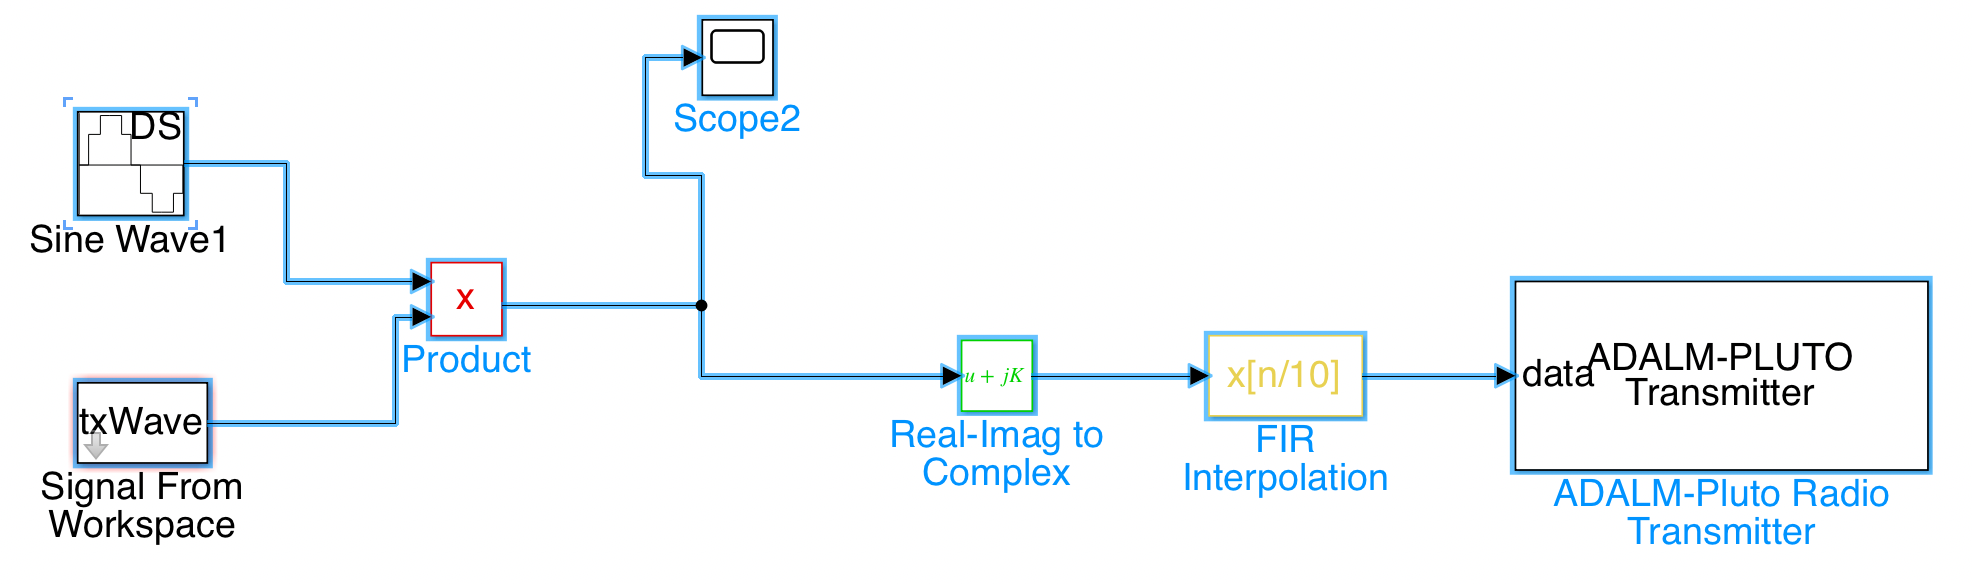 Scope2
DS
Sine Wave1
x
Product
txWave
Signal From
Workspace
u + jK
Real-Imag to
Complex
x[n/10]
FIR
Interpolation
data
ADALM-PLUTO
Transmitter
ADALM-Pluto Radio
Transmitter